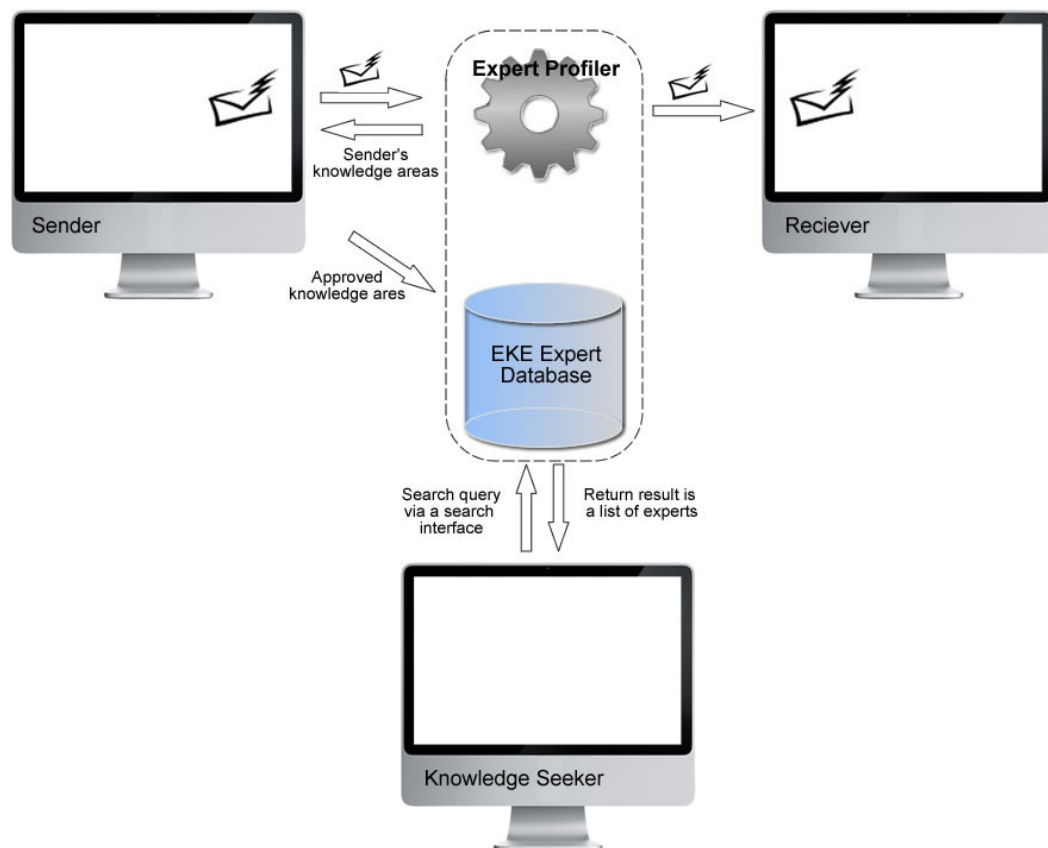 Expert Profiler
Sender's
knowledge areas
Sender
Reciever
Approved
knowledge ares
EKE Expert
Database
Search query
via a search
interface
Return result is
a list of experts
Knowledge Seeker